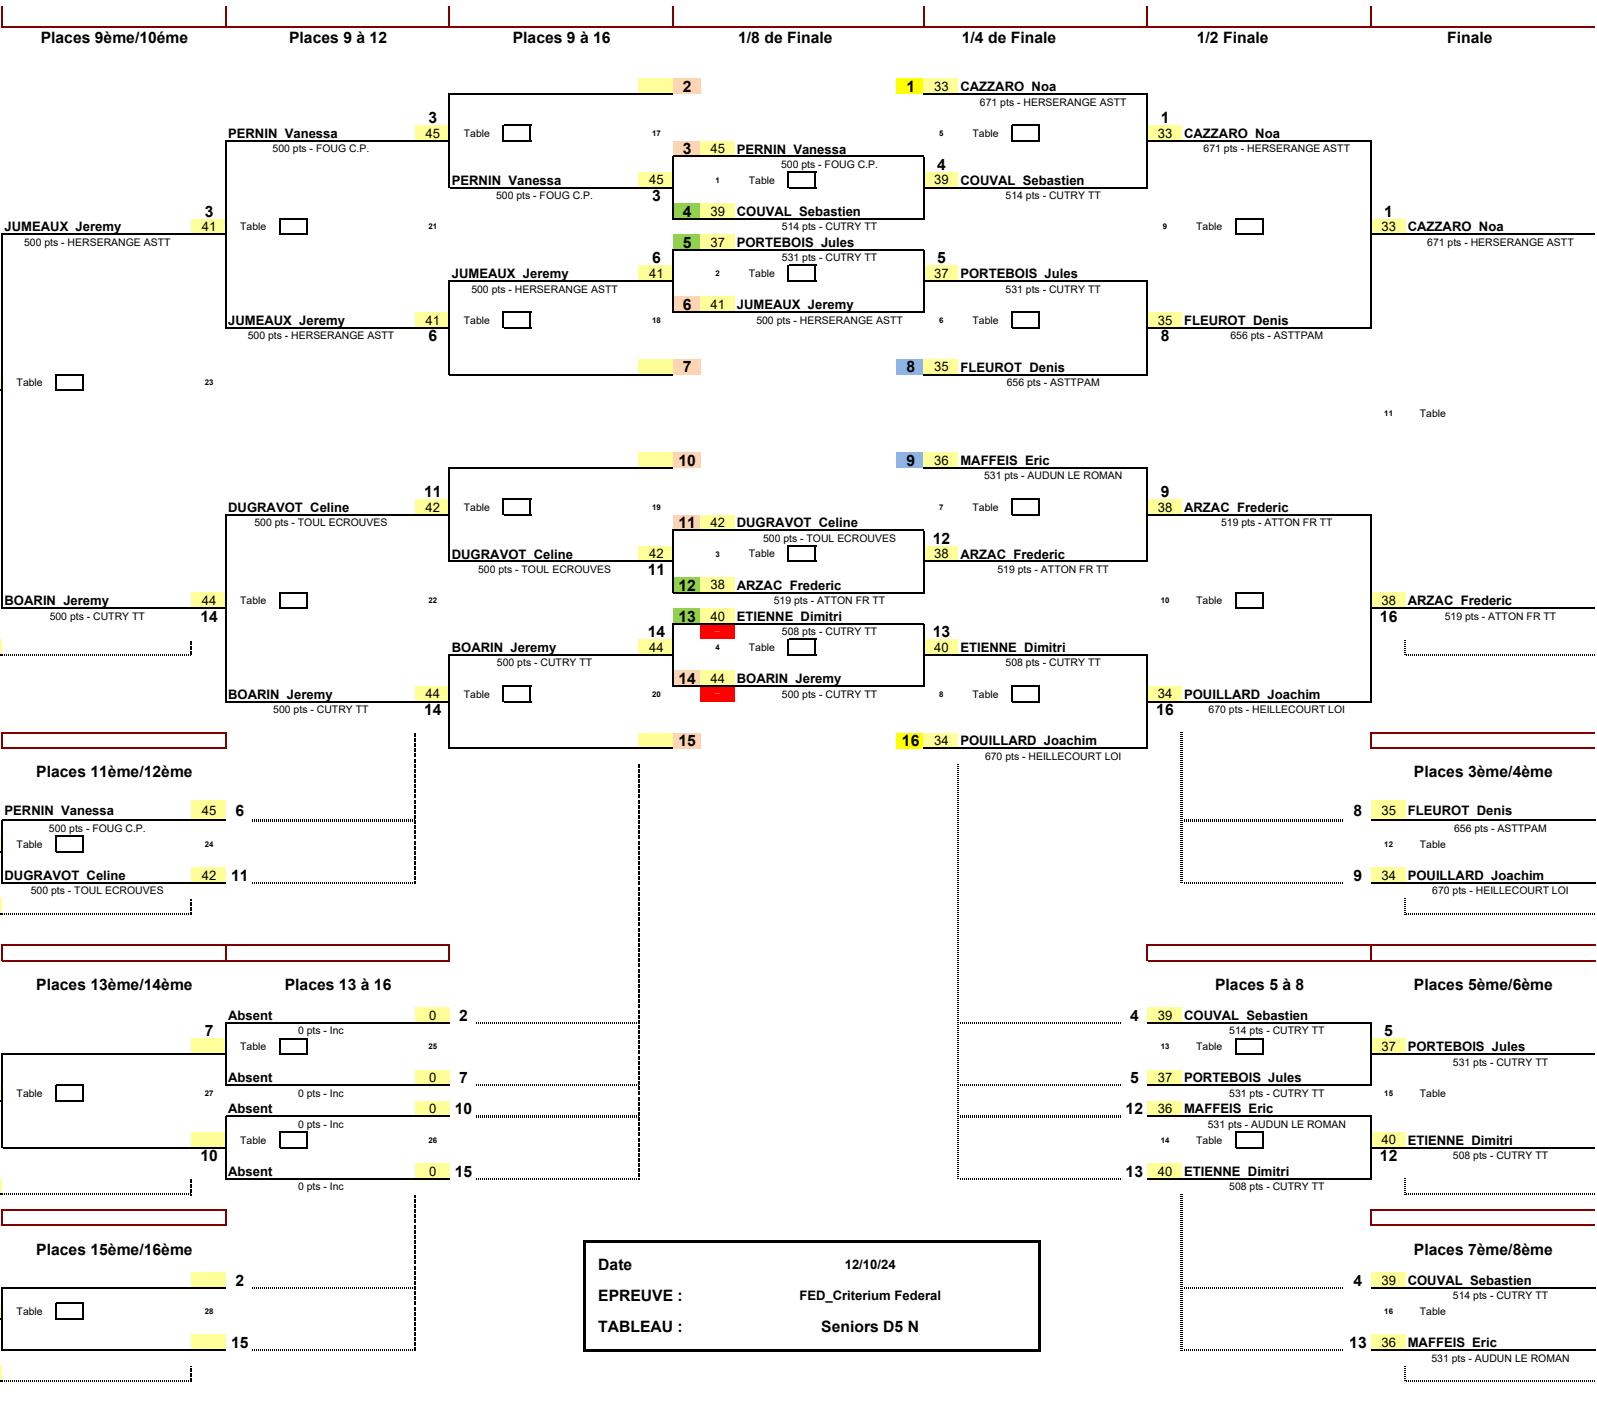 Places 9ème/10éme Places 9 à 12 Places 9 à 16 1/8 de Finale 1/4 de Finale 1/2 Finale Finale
2 1 33 CAZZARO Noa
671 pts - HERSERANGE ASTT
3 1
PERNIN Vanessa 45 Table 17 5 Table 33 CAZZARO Noa
500 pts - FOUG C.P. 3 45 PERNIN Vanessa 671 pts - HERSERANGE ASTT
500 pts - FOUG C.P. 4
PERNIN Vanessa 45 1 Table 39 COUVAL Sebastien
500 pts - FOUG C.P. 3 514 pts - CUTRY TT
3 4 39 COUVAL Sebastien 1
JUMEAUX Jeremy 41 Table 21 514 pts - CUTRY TT 9 Table 33 CAZZARO Noa
500 pts - HERSERANGE ASTT 5 37 PORTEBOIS Jules 671 pts - HERSERANGE ASTT
6 531 pts - CUTRY TT 5
JUMEAUX Jeremy 41 2 Table 37 PORTEBOIS Jules
500 pts - HERSERANGE ASTT 531 pts - CUTRY TT
6 41 JUMEAUX Jeremy
JUMEAUX Jeremy 41 Table 18 500 pts - HERSERANGE ASTT 6 Table 35 FLEUROT Denis
500 pts - HERSERANGE ASTT 6 8 656 pts - ASTTPAM
7 8 35 FLEUROT Denis
Table 23 656 pts - ASTTPAM
11 Table
10 9 36 MAFFEIS Eric
531 pts - AUDUN LE ROMAN
11 9
DUGRAVOT Celine 42 Table 19 7 Table 38 ARZAC Frederic
500 pts - TOUL ECROUVES 11 42 DUGRAVOT Celine 519 pts - ATTON FR TT
500 pts - TOUL ECROUVES 12
DUGRAVOT Celine 42 3 Table 38 ARZAC Frederic
500 pts - TOUL ECROUVES 11 519 pts - ATTON FR TT
12 38 ARZAC Frederic
BOARIN Jeremy 44 Table 22 519 pts - ATTON FR TT 10 Table 38 ARZAC Frederic
500 pts - CUTRY TT 14 13 40 ETIENNE Dimitri 16 519 pts - ATTON FR TT
14 508 pts - CUTRY TT 13
BOARIN Jeremy 44 4 Table 40 ETIENNE Dimitri
500 pts - CUTRY TT 508 pts - CUTRY TT
14 44 BOARIN Jeremy
BOARIN Jeremy 44 Table 20 500 pts - CUTRY TT 8 Table 34 POUILLARD Joachim
500 pts - CUTRY TT 14 16 670 pts - HEILLECOURT LOI
15 16 34 POUILLARD Joachim
670 pts - HEILLECOURT LOI
Places 11ème/12ème Places 3ème/4ème
PERNIN Vanessa 45 6 8 35 FLEUROT Denis
500 pts - FOUG C.P. 656 pts - ASTTPAM
Table 24 12 Table
DUGRAVOT Celine 42 11 9 34 POUILLARD Joachim
500 pts - TOUL ECROUVES 670 pts - HEILLECOURT LOI
Places 13ème/14ème Places 13 à 16 Places 5 à 8 Places 5ème/6ème
Absent 0 2 4 39 COUVAL Sebastien
7 0 pts - Inc 514 pts - CUTRY TT 5
Table 25 13 Table 37 PORTEBOIS Jules
531 pts - CUTRY TT
Absent 0 7 5 37 PORTEBOIS Jules
Table 27 0 pts - Inc 531 pts - CUTRY TT 15 Table
Absent 0 10 12 36 MAFFEIS Eric
0 pts - Inc 531 pts - AUDUN LE ROMAN
Table 26 14 Table 40 ETIENNE Dimitri
10 12 508 pts - CUTRY TT
Absent 0 15 13 40 ETIENNE Dimitri
0 pts - Inc 508 pts - CUTRY TT
Places 15ème/16ème Places 7ème/8ème
Date 12/10/24
2 4 39 COUVAL Sebastien
EPREUVE : FED_Criterium Federal 514 pts - CUTRY TT
Table 28 16 Table
TABLEAU : Seniors D5 N
15 13 36 MAFFEIS Eric
531 pts - AUDUN LE ROMAN